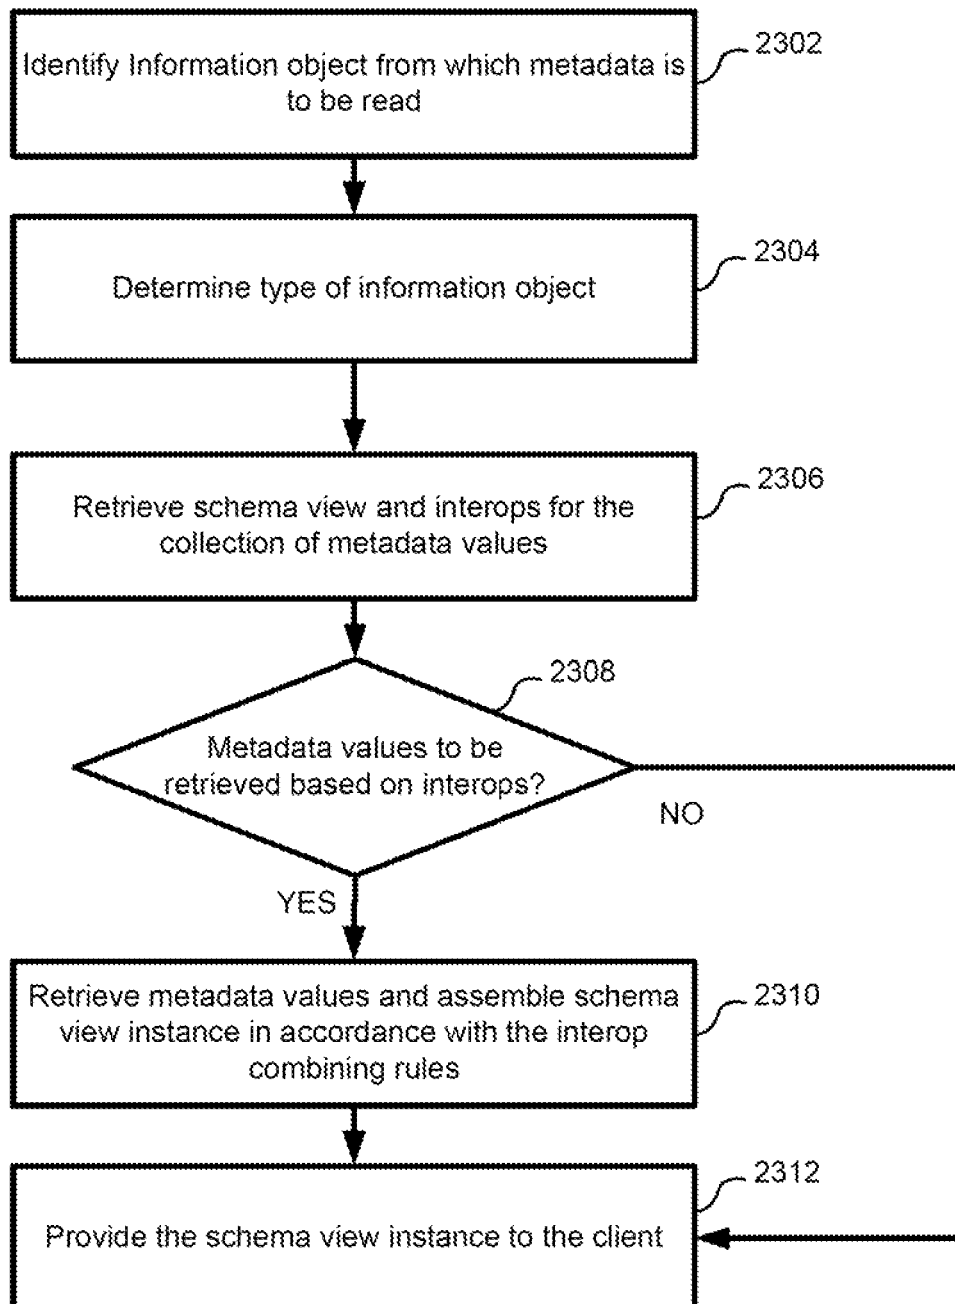 2302
Identify Information object from which metadata is
to be read
2304
Determine type of information object
2306
Retrieve schema view and interops for the
collection of metadata values
2308
Metadata values to be
retrieved based on interops?
NO
YES
Retrieve metadata values and assemble schema
view instance in accordance with the interop
combining rules
2310
2312
Provide the schema view instance to the client